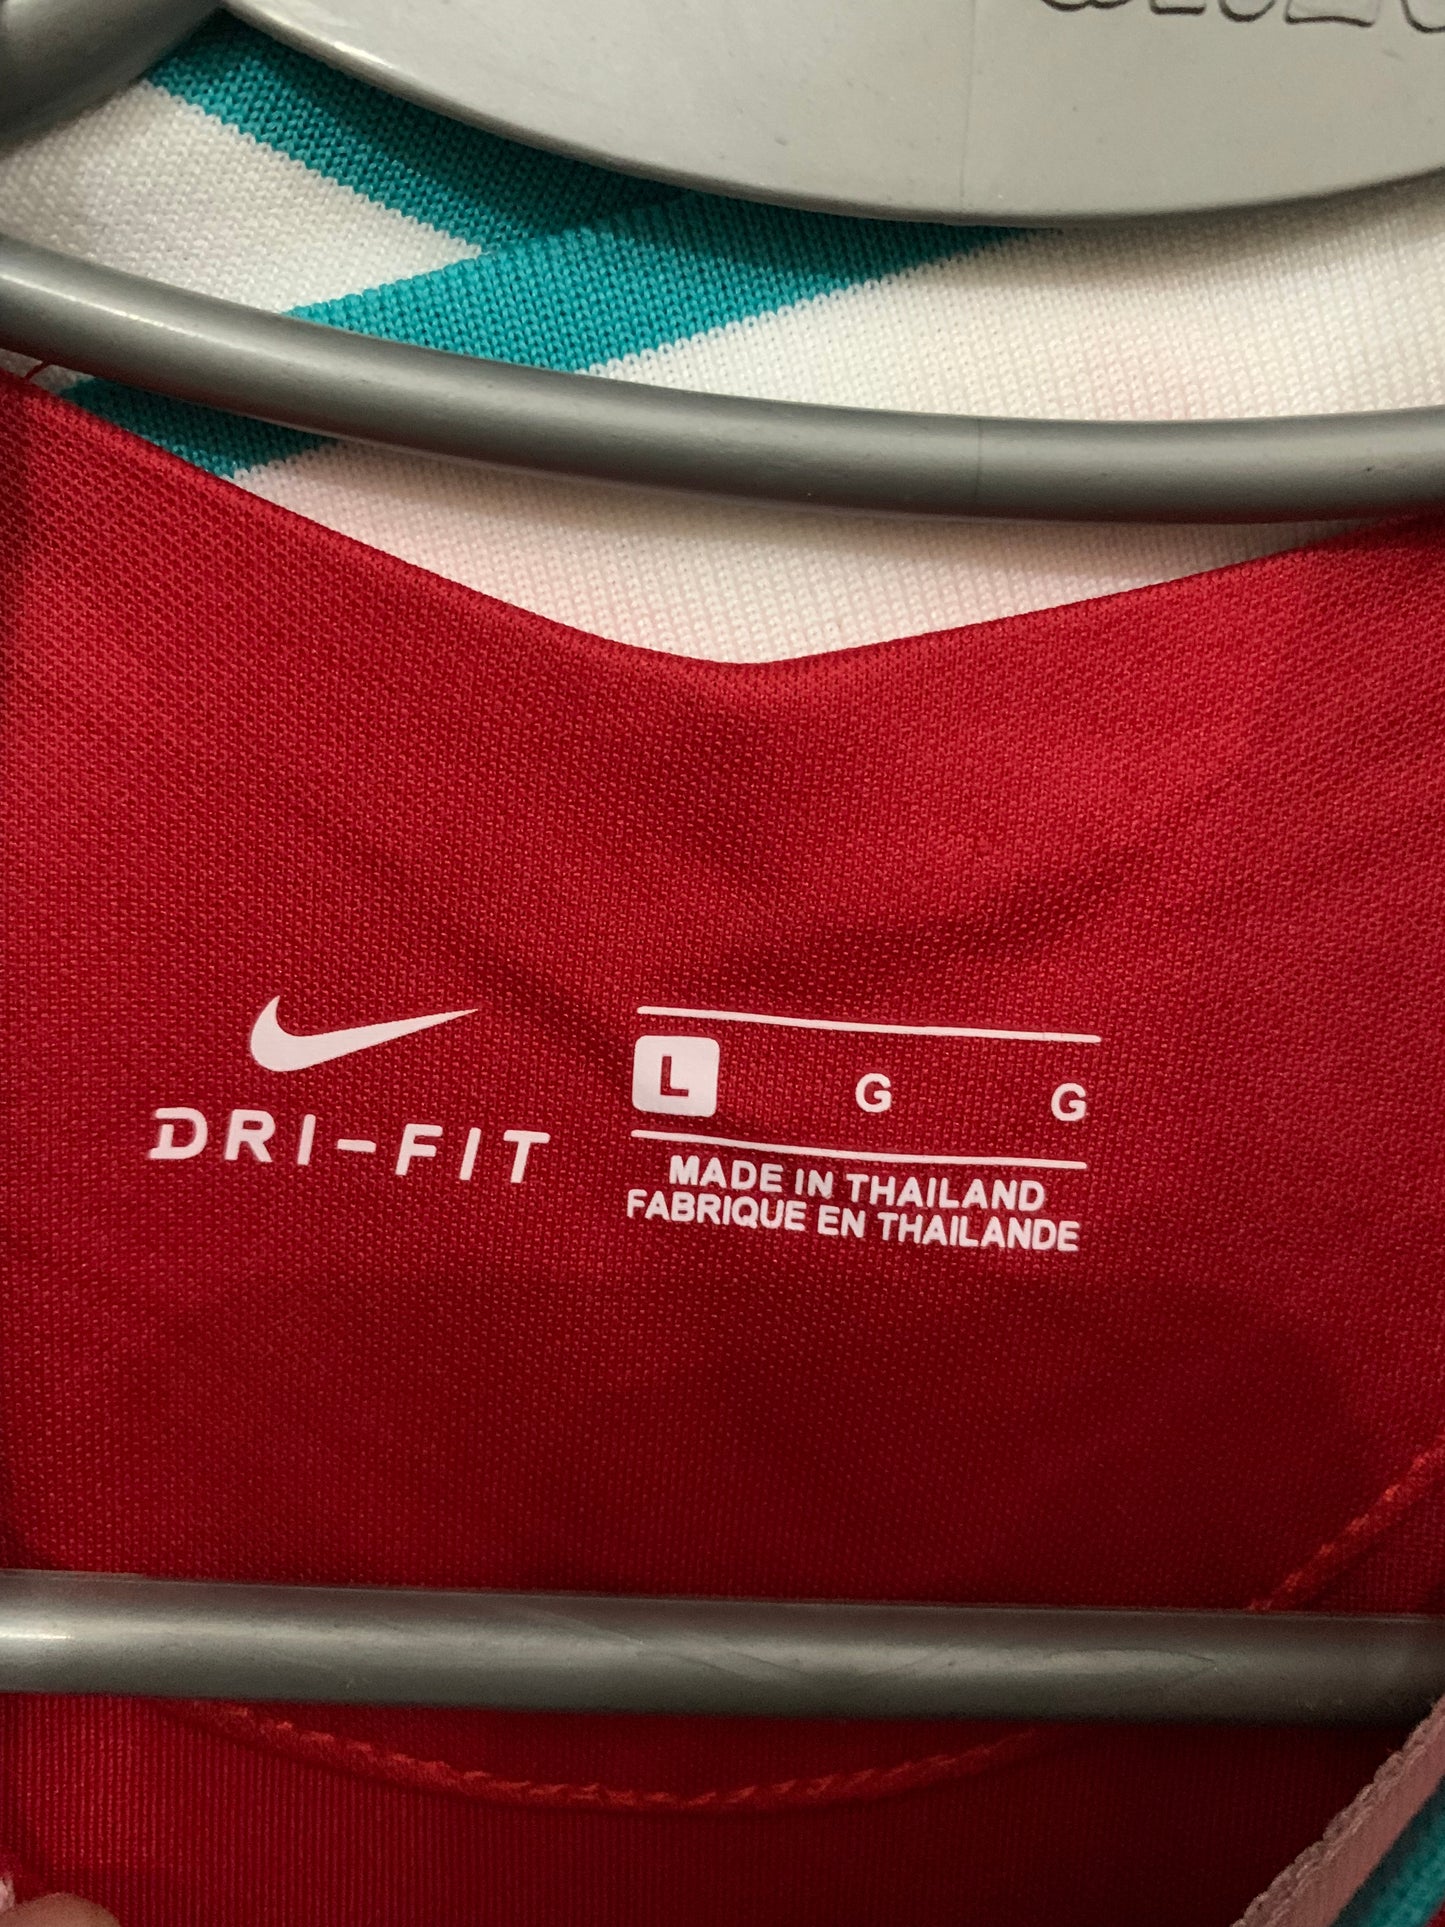 DRI-FIT
L G G
MADE IN THAILAND
FABRIQUE EN THAILANDE